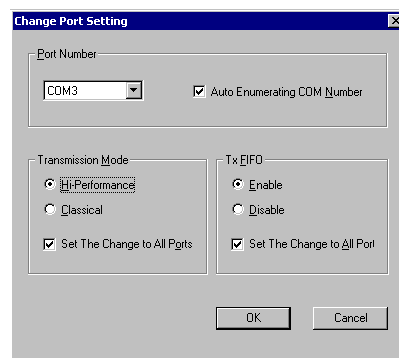 Change Port Setting
Port Number
COM3
Auto Enumerating COM Number
Transmission Mode
Hi-Performance
Classical
Set The Change to All Ports
Tx FIFO
Enable
Disable
Set The Change to All Port
OK
Cancel